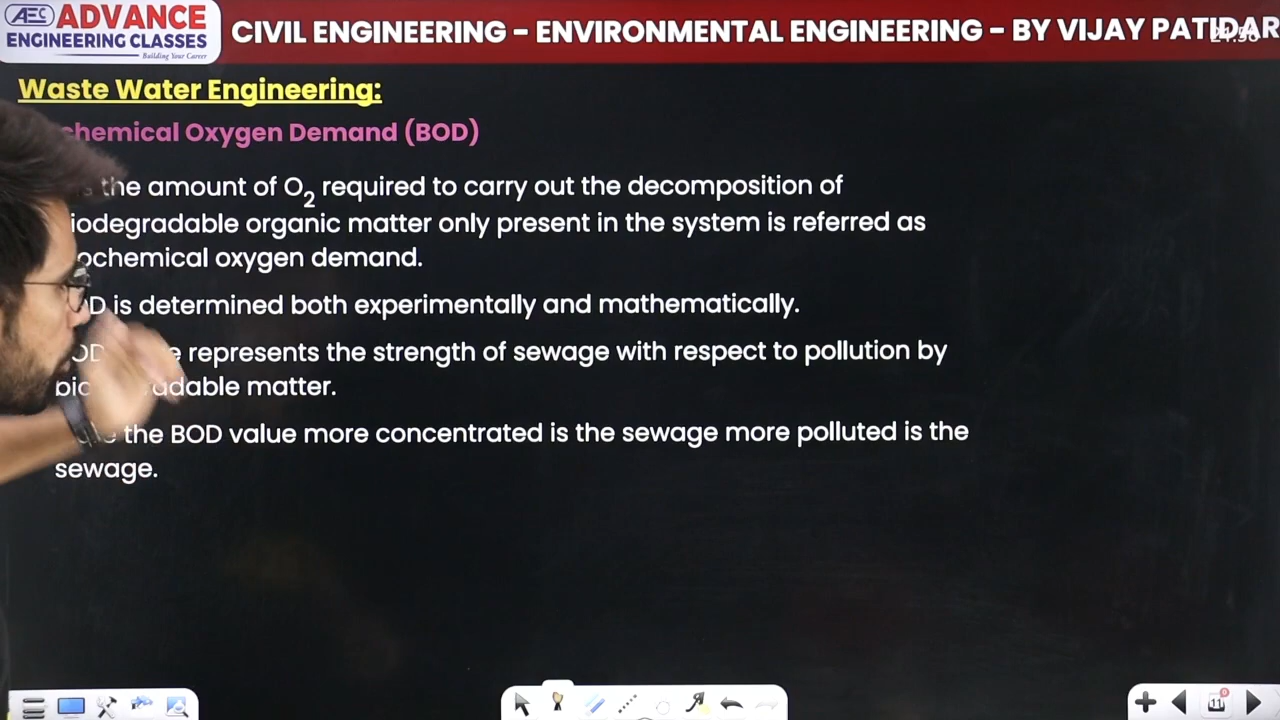 AEC ADVANCE
ENGINEERING CLASSES
Building Your Career
CIVIL ENGINEERING - ENVIRONMENTAL ENGINEERING - BY VIJAY PATIDAR
Waste Water Engineering:
chemical Oxygen Demand (BOD)
the amount of O2 required to carry out the decomposition of
iodegradable organic matter only present in the system is referred as
ochemical oxygen demand.
OD is determined both experimentally and mathematically.
represents the strength of sewage with respect to pollution by
adable matter.
the BOD value more concentrated is the sewage more polluted is the
sewage.
11